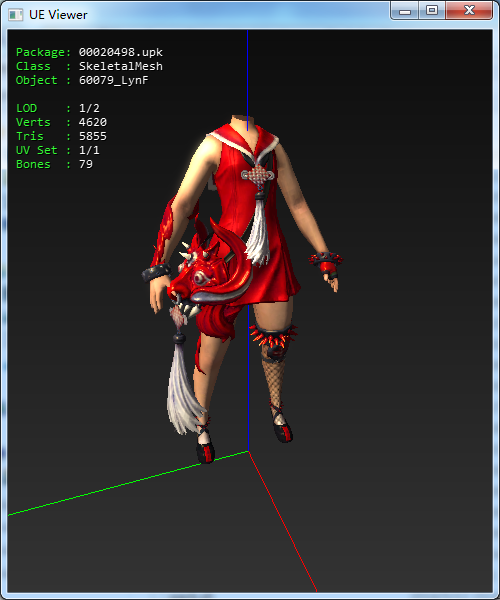 UE Viewer
Package: 00020498.upk
Class : SkeletalMesh
Object : 60079_LynF
LOD : 1/2
Verts : 4620
Tris : 5855
UV Set : 1/1
Bones : 79